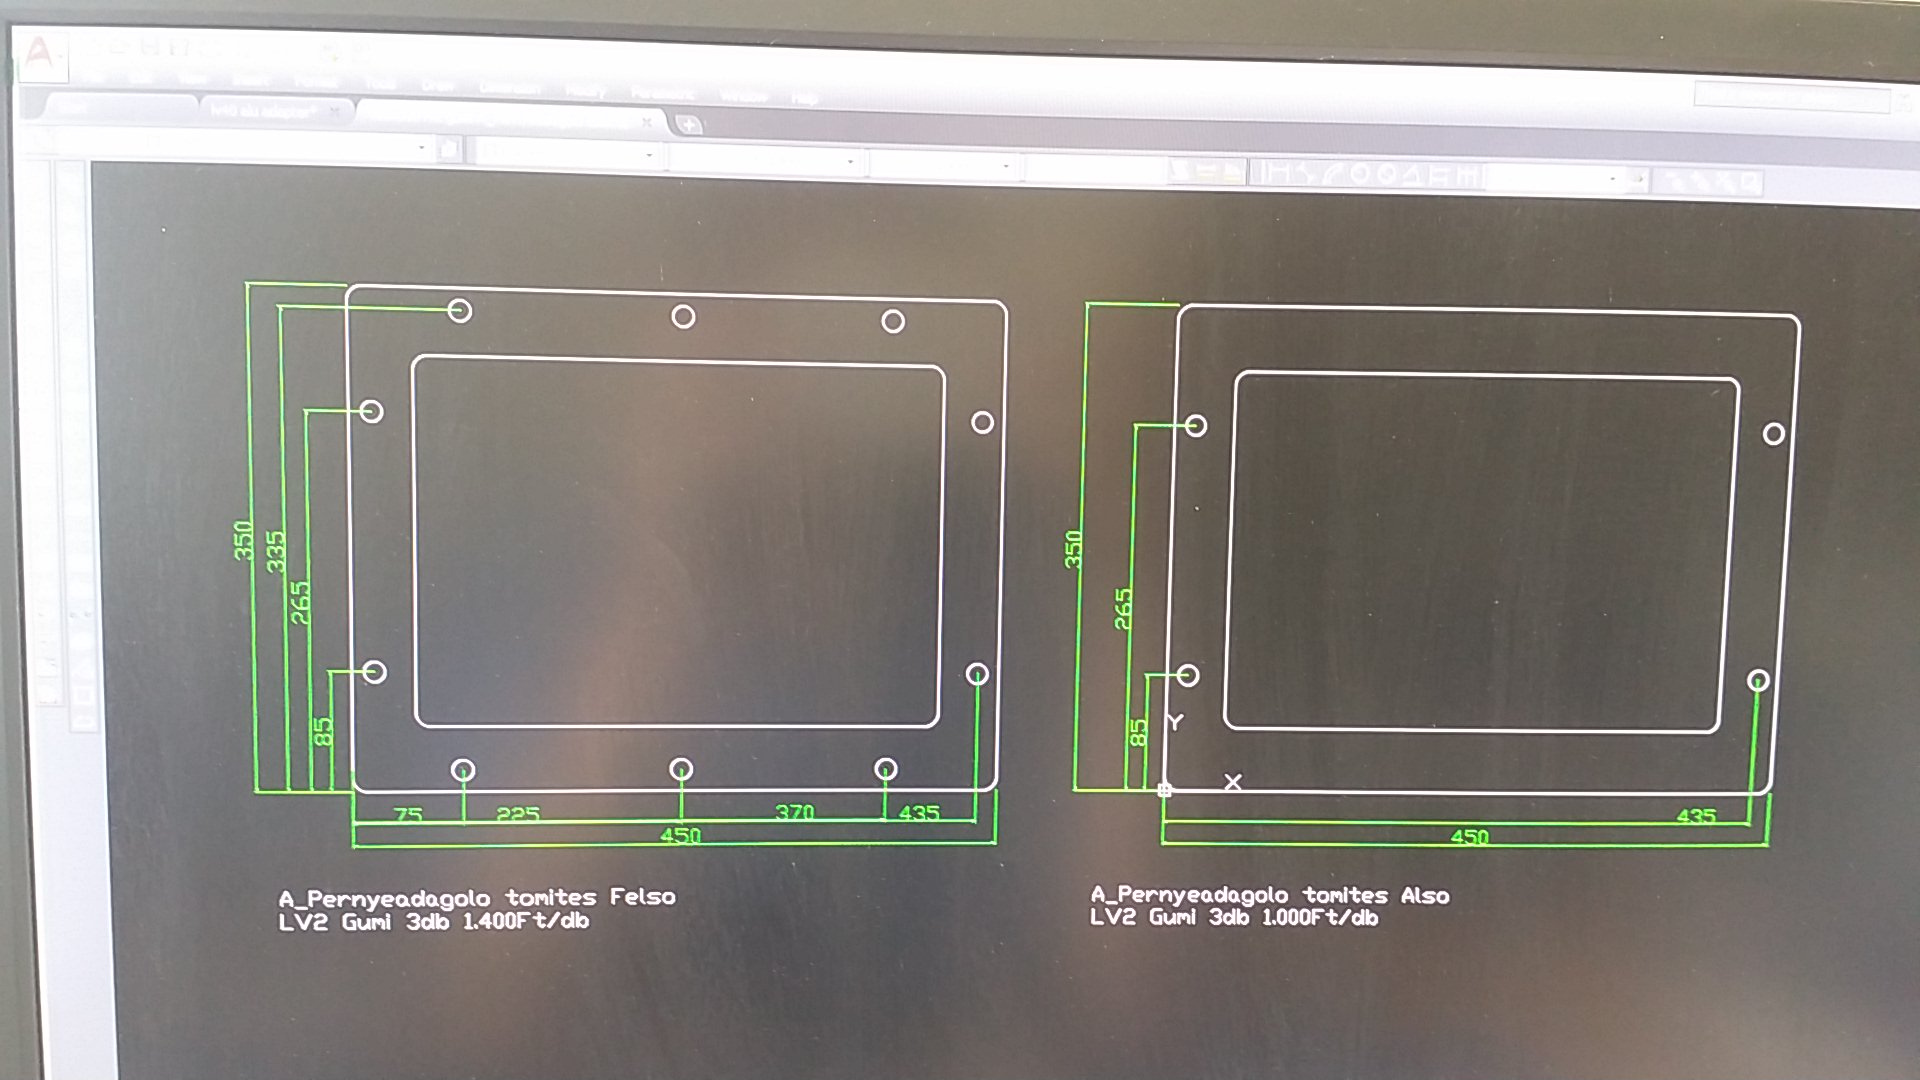 350
335
265
85
75
225
370
435
450
350
265
85
Y
X
435
450
A_Pernyeadagolo tomites Felso
LV2 Gumi 3db 1.400Ft/db
A_Pernyeadagolo tomites Also
LV2 Gumi 3db 1.000Ft/db